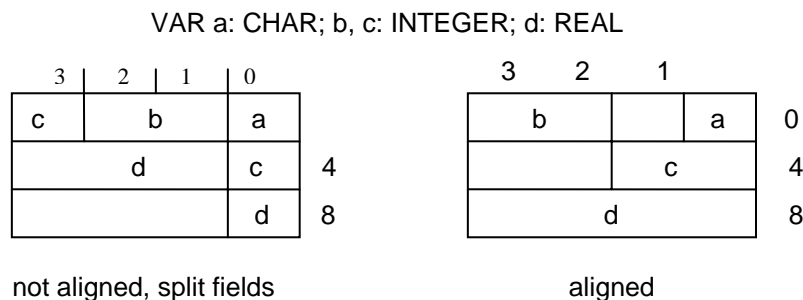 VAR a: CHAR; b, c: INTEGER; d: REAL
3 2 1 0
c b a
d c 4
d 8
not aligned, split fields
3 2 1
b a 0
c 4
d 8
aligned